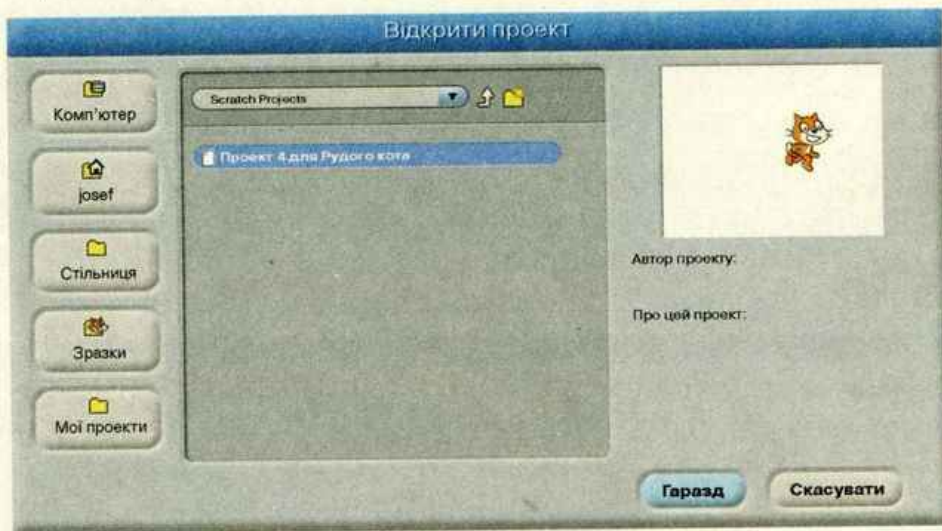 Відкрити проект
Комп'ютер
josef
Стільниця
Зразки
Мої проекти
Scratch Projects
Проект 4 для Рудого кота
Автор проекту:
Про цей проект:
Гаразд
Скасувати